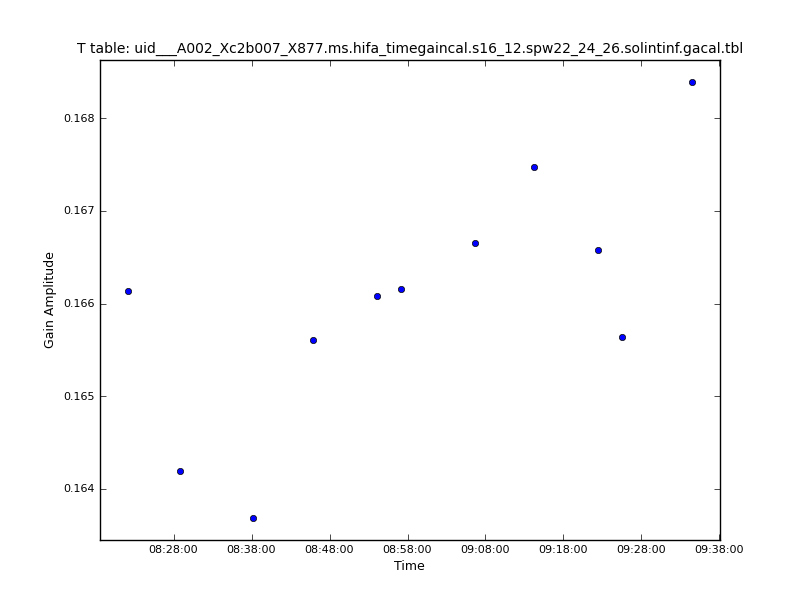 T table: uid___A002_Xc2b007_X877.ms.hifa_timegaincal.s16_12.spw22_24_26.solintinf.gacal.tbl
0.168
0.167
0.166
0.165
0.164
Gain Amplitude
08:28:00 08:38:00 08:48:00 08:58:00 09:08:00 09:18:00 09:28:00 09:38:00
Time